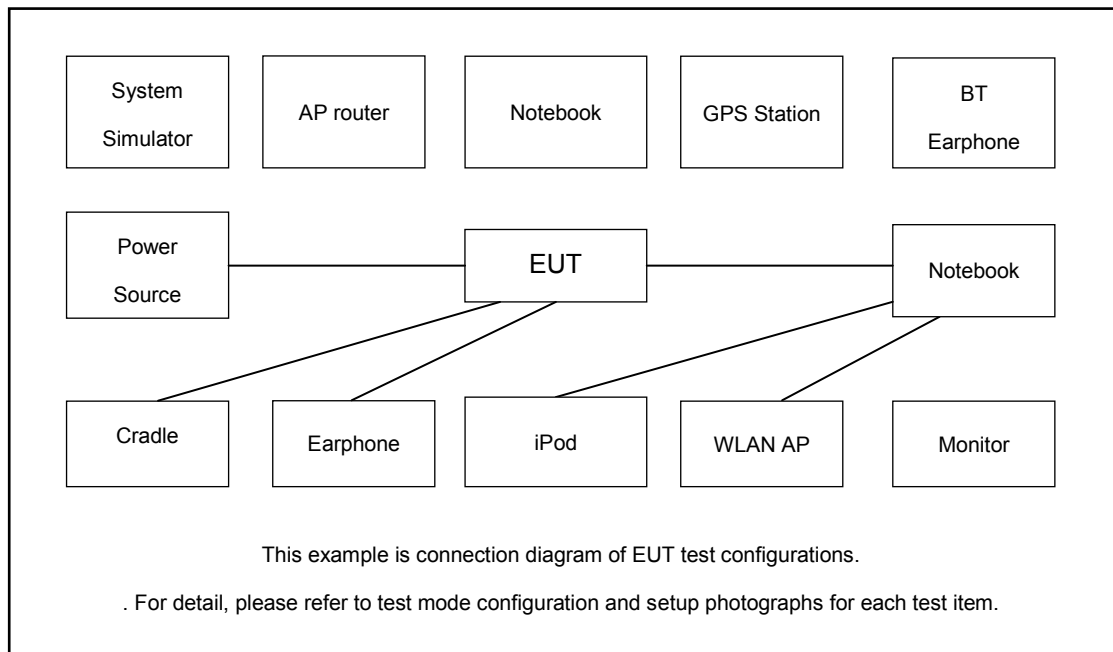 System
Simulator
AP router
Notebook
GPS Station
BT
Earphone
Power
Source
EUT
Notebook
Cradle
Earphone
iPod
WLAN AP
Monitor
This example is connection diagram of EUT test configurations.
. For detail, please refer to test mode configuration and setup photographs for each test item.